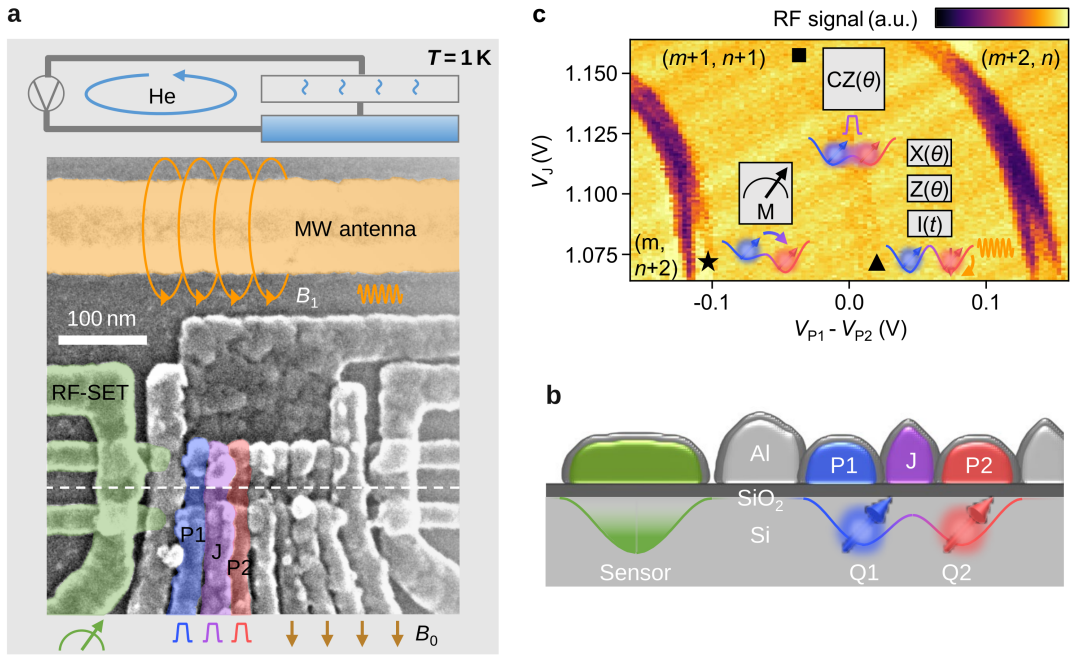 a
T = 1 K
V
He
MW antenna
B1
100 nm
RF-SET
P1
J
P2
B0
c
RF signal (a.u.)
(m+1, n+1)
(m+2, n)
CZ(θ)
X(θ)
Z(θ)
I(t)
M
(m,
n+2)
1.150
1.125
1.100
1.075
VJ (V)
-0.1
0.0
0.1
VP1 - VP2 (V)
b
Al
P1
J
P2
SiO2
Si
Sensor
Q1
Q2